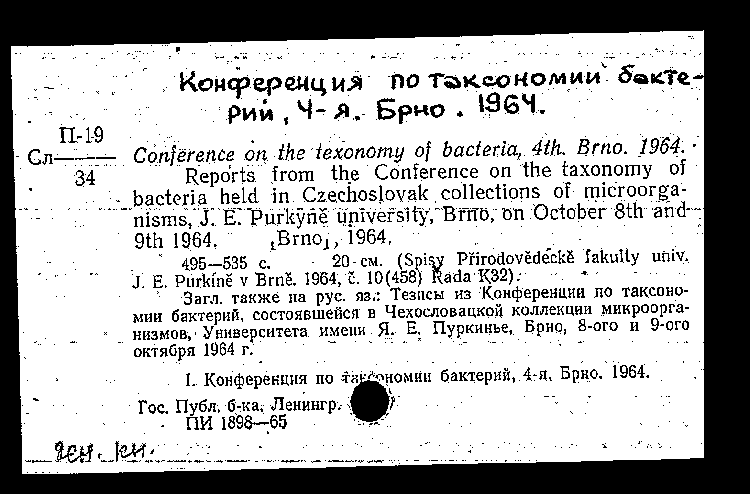 Конференция по таксономии бакте-
рий, 4-я. Брно. 1964.
П-19
Сл
34
Conference on the texonomy of bacteria, 4th. Brno. 1964.
Reports from the Conference on the taxonomy of
bacteria held in Czechoslovak collections of microorga-
nisms, J. E. Purkyně university, Brno, on October 8th and
9th 1964. [Brno], 1964.
495—535 с. 20 см. (Spisy Přírodovědecké fakulty univ.
J. E. Purkíně v Brně. 1964, č. 10(458) Rada K32).
Загл. также на рус. яз.: Тезисы из Конференции по таксоно-
мии бактерий, состоявшейся в Чехословацкой коллекции микроорга-
низмов, Университета имени Я. Е. Пуркинье, Брно, 8-ого и 9-ого
октября 1964 г.
I. Конференция по таксономии бактерий, 4-я, Брно. 1964.
Гос. Публ. б-ка, Ленингр.
ПИ 1898—65
ген. кн.